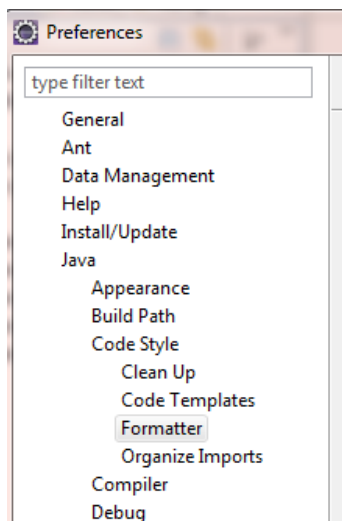 Preferences
type filter text
General
Ant
Data Management
Help
Install/Update
Java
Appearance
Build Path
Code Style
Clean Up
Code Templates
Formatter
Organize Imports
Compiler
Debug